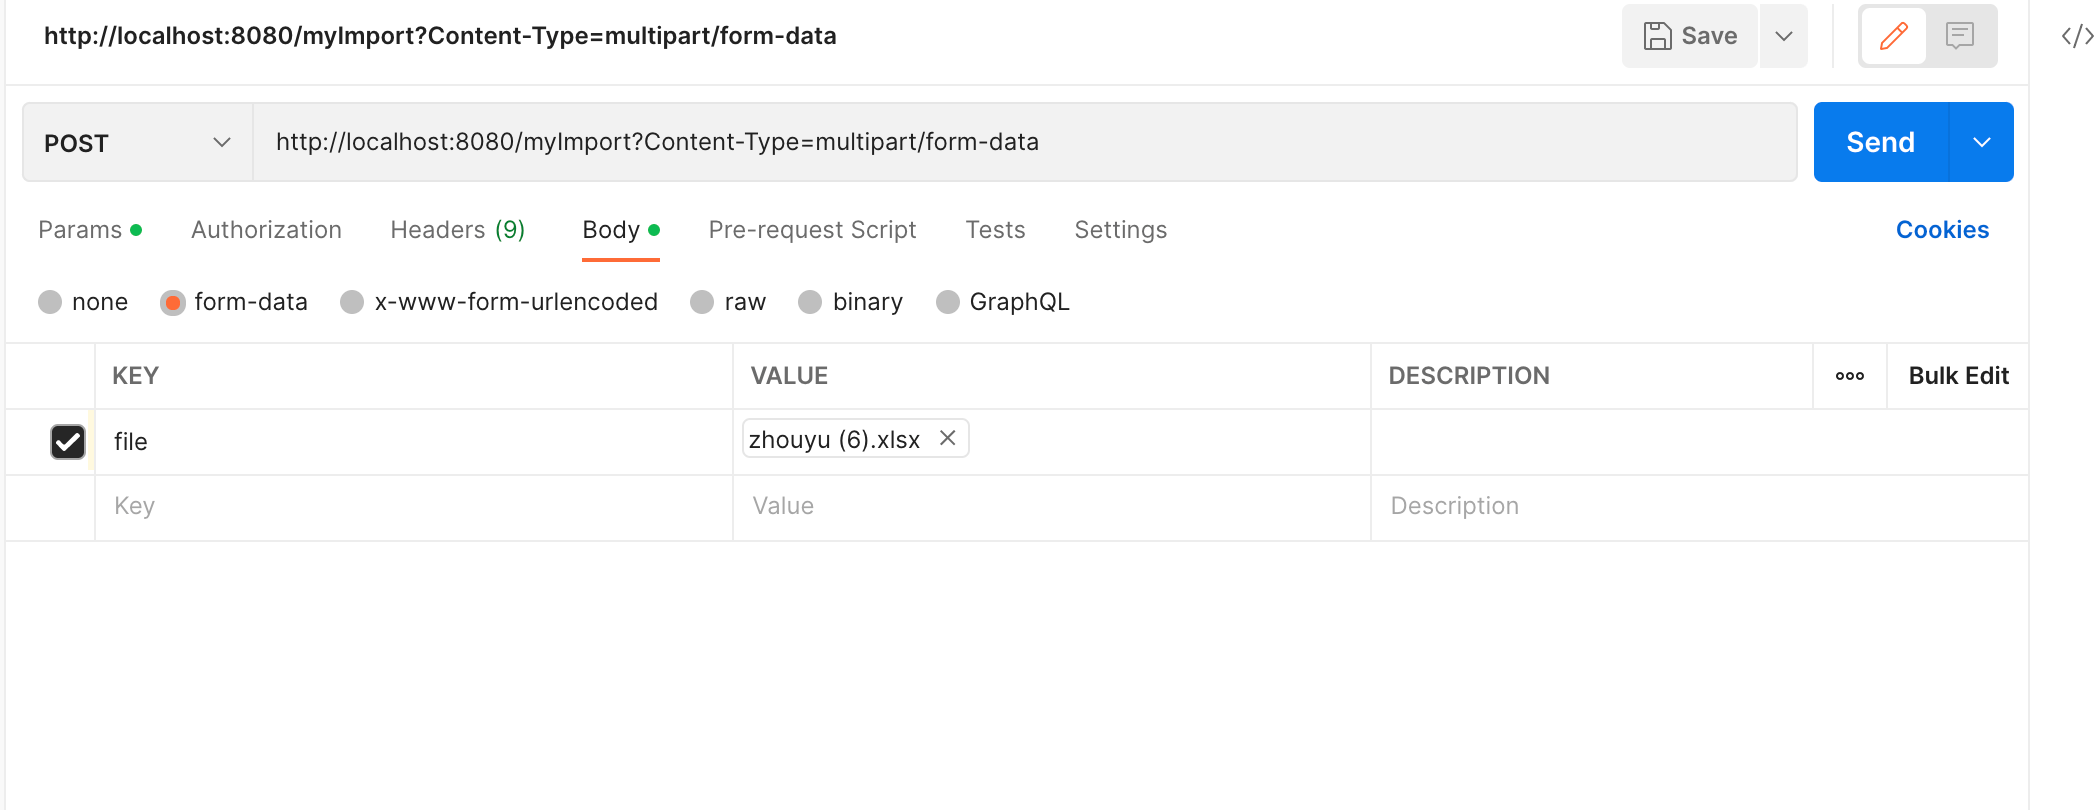 http://localhost:8080/myImport?Content-Type=multipart/form-data
Save
POST
http://localhost:8080/myImport?Content-Type=multipart/form-data
Send
Params Authorization Headers (9) Body Pre-request Script Tests Settings Cookies
none form-data x-www-form-urlencoded raw binary GraphQL
KEY VALUE DESCRIPTION Bulk Edit
file zhouyu (6).xlsx
Key Value Description